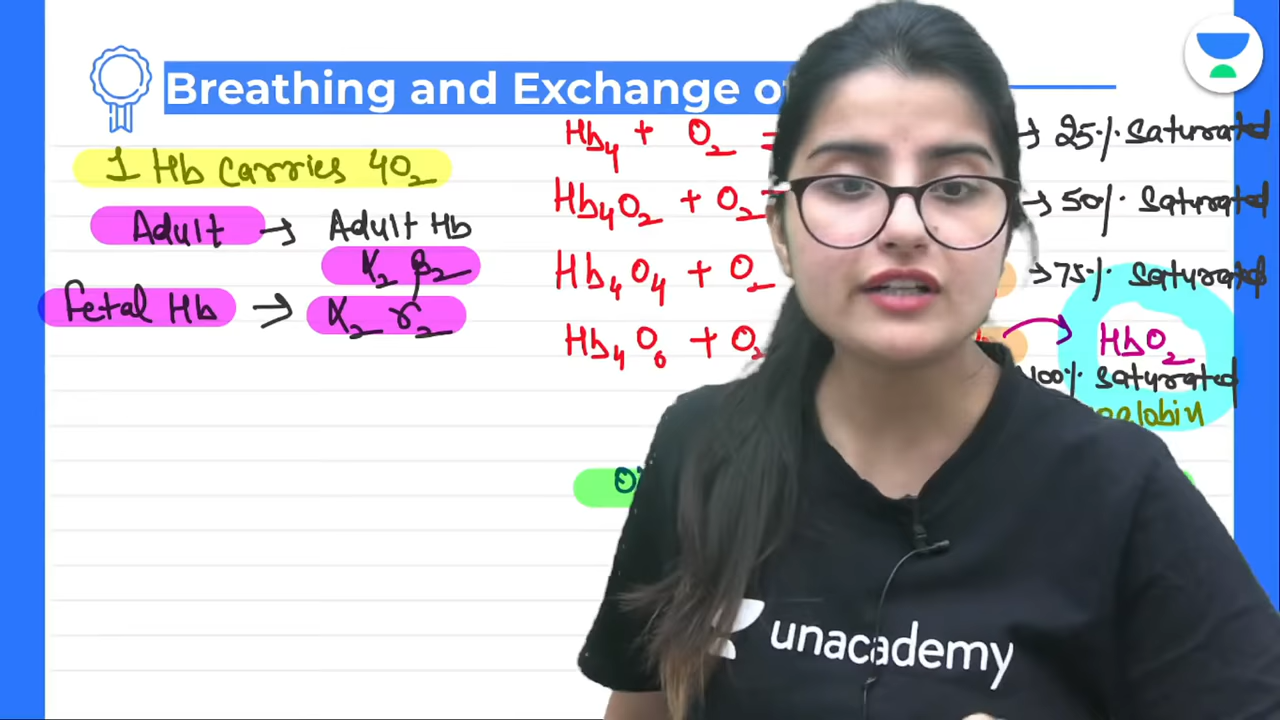 Breathing and Exchange o
1 Hb carries 4O₂
Adult → Adult Hb
α₂ β₂
Fetal Hb → α₂ γ₂
Hb₄ + O₂ = → 25% saturated
Hb₄O₂ + O₂ → 50% saturated
Hb₄O₄ + O₂ → 75% saturated
Hb₄O₆ + O₂ HbO₂
100% saturated
unacademy